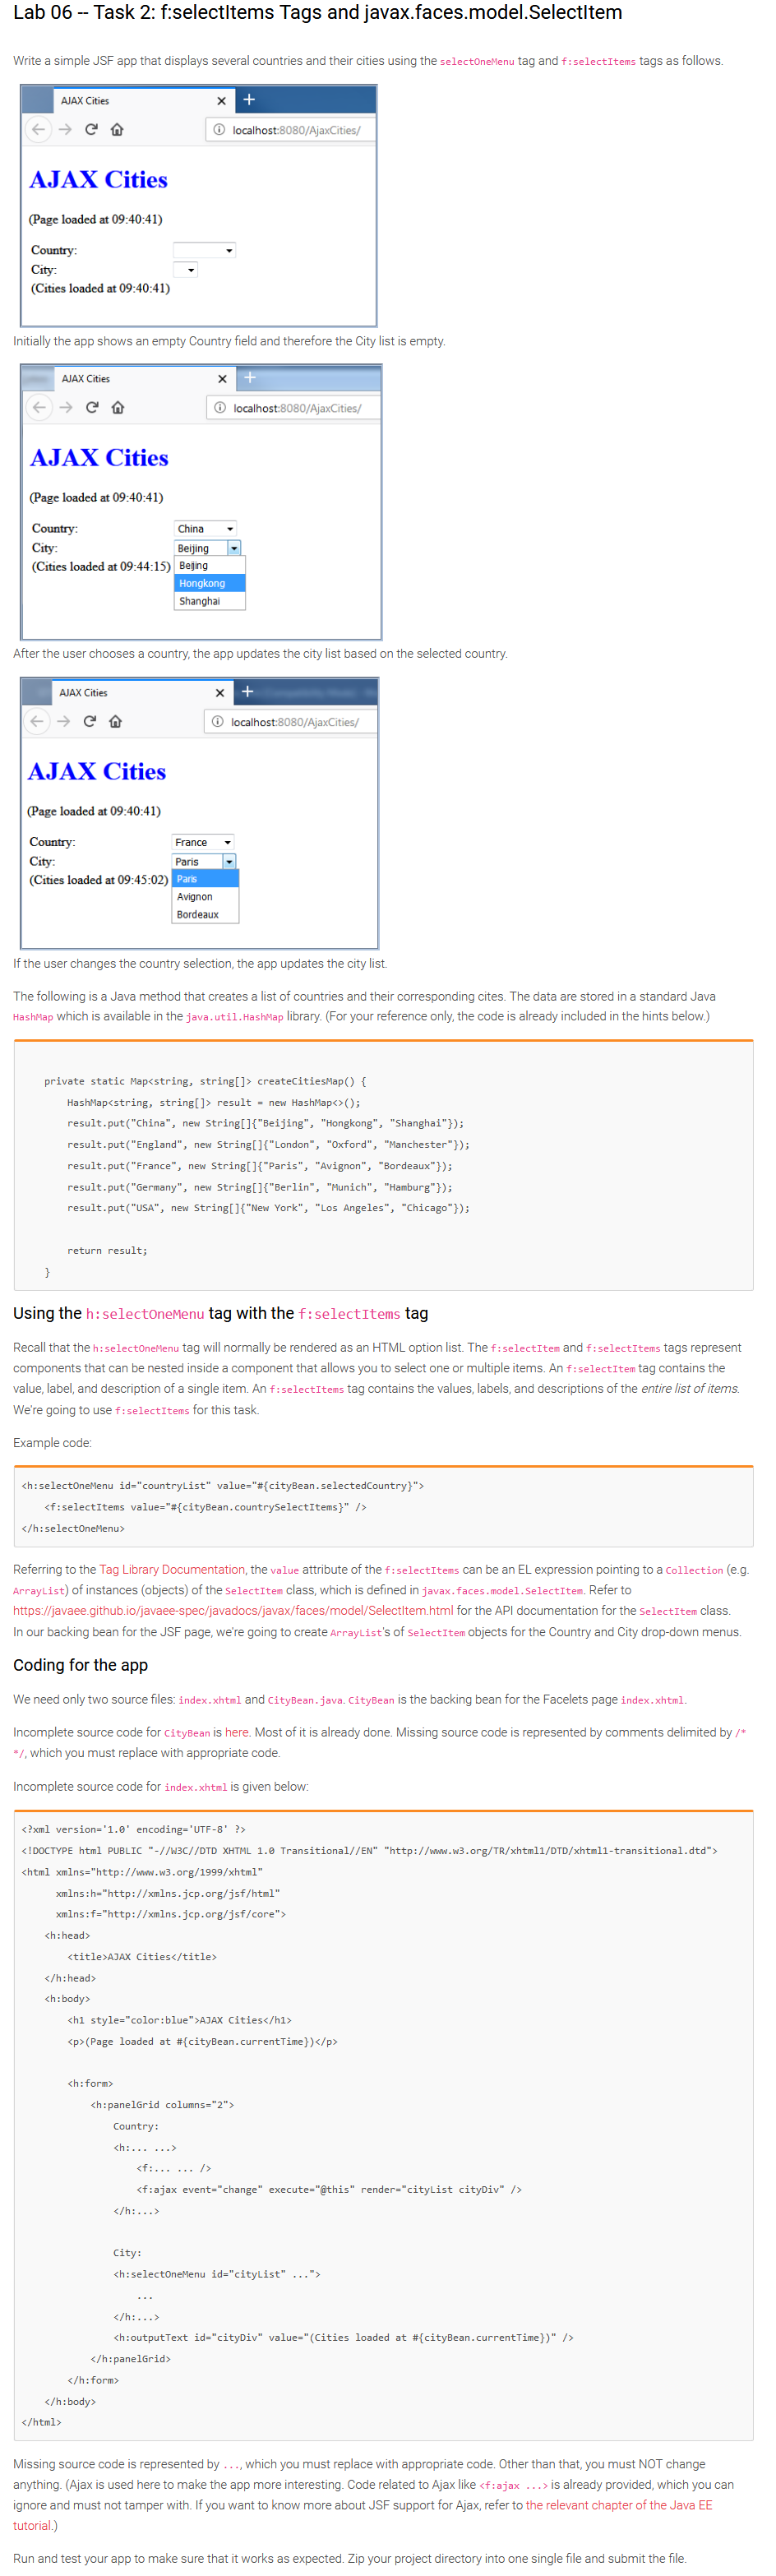 Lab 06 -- Task 2: f:selectItems Tags and javax.faces.model.SelectItem
Write a simple JSF app that displays several countries and their cities using the selectOneMenu tag and f:selectItems tags as follows.
AJAX Cities
localhost:8080/AjaxCities/
AJAX Cities
(Page loaded at 09:40:41)
Country:
City:
(Cities loaded at 09:40:41)
Initially the app shows an empty Country field and therefore the City list is empty.
AJAX Cities
localhost:8080/AjaxCities/
AJAX Cities
(Page loaded at 09:40:41)
Country: China
City: Beijing
(Cities loaded at 09:44:15) Beijing
Hongkong
Shanghai
After the user chooses a country, the app updates the city list based on the selected country.
AJAX Cities
localhost:8080/AjaxCities/
AJAX Cities
(Page loaded at 09:40:41)
Country: France
City: Paris
(Cities loaded at 09:45:02) Paris
Avignon
Bordeaux
If the user changes the country selection, the app updates the city list.
The following is a Java method that creates a list of countries and their corresponding cites. The data are stored in a standard Java
HashMap which is available in the java.util.HashMap library. (For your reference only, the code is already included in the hints below.)
private static Map<string, string[]> createCitiesMap() {
HashMap<string, string[]> result = new HashMap<>();
result.put("China", new String[]{"Beijing", "Hongkong", "Shanghai"});
result.put("England", new String[]{"London", "Oxford", "Manchester"});
result.put("France", new String[]{"Paris", "Avignon", "Bordeaux"});
result.put("Germany", new String[]{"Berlin", "Munich", "Hamburg"});
result.put("USA", new String[]{"New York", "Los Angeles", "Chicago"});
return result;
}
Using the h:selectOneMenu tag with the f:selectItems tag
Recall that the h:selectOneMenu tag will normally be rendered as an HTML option list. The f:selectItem and f:selectItems tags represent
components that can be nested inside a component that allows you to select one or multiple items. An f:selectItem tag contains the
value, label, and description of a single item. An f:selectItems tag contains the values, labels, and descriptions of the entire list of items.
We're going to use f:selectItems for this task.
Example code:
<h:selectOneMenu id="countryList" value="#{cityBean.selectedCountry}">
<f:selectItems value="#{cityBean.countrySelectItems}" />
</h:selectOneMenu>
Referring to the Tag Library Documentation, the value attribute of the f:selectItems can be an EL expression pointing to a Collection (e.g.
ArrayList) of instances (objects) of the SelectItem class, which is defined in javax.faces.model.SelectItem. Refer to
https://javaee.github.io/javaee-spec/javadocs/javax/faces/model/SelectItem.html for the API documentation for the SelectItem class.
In our backing bean for the JSF page, we're going to create ArrayList's of SelectItem objects for the Country and City drop-down menus.
Coding for the app
We need only two source files: index.xhtml and CityBean.java. CityBean is the backing bean for the Facelets page index.xhtml.
Incomplete source code for CityBean is here. Most of it is already done. Missing source code is represented by comments delimited by /*
*/, which you must replace with appropriate code.
Incomplete source code for index.xhtml is given below:
<?xml version='1.0' encoding='UTF-8' ?>
<!DOCTYPE html PUBLIC "-//W3C//DTD XHTML 1.0 Transitional//EN" "http://www.w3.org/TR/xhtml1/DTD/xhtml1-transitional.dtd">
<html xmlns="http://www.w3.org/1999/xhtml"
xmlns:h="http://xmlns.jcp.org/jsf/html"
xmlns:f="http://xmlns.jcp.org/jsf/core">
<h:head>
<title>AJAX Cities</title>
</h:head>
<h:body>
<h1 style="color:blue">AJAX Cities</h1>
<p>(Page loaded at #{cityBean.currentTime})</p>
<h:form>
<h:panelGrid columns="2">
Country:
<h:... ...>
<f:... ... />
<f:ajax event="change" execute="@this" render="cityList cityDiv" />
</h:...>
City:
<h:selectOneMenu id="cityList" ...">
...
</h:...>
<h:outputText id="cityDiv" value="(Cities loaded at #{cityBean.currentTime})" />
</h:panelGrid>
</h:form>
</h:body>
</html>
Missing source code is represented by ..., which you must replace with appropriate code. Other than that, you must NOT change
anything. (Ajax is used here to make the app more interesting. Code related to Ajax like <f:ajax ...> is already provided, which you can
ignore and must not tamper with. If you want to know more about JSF support for Ajax, refer to the relevant chapter of the Java EE
tutorial.)
Run and test your app to make sure that it works as expected. Zip your project directory into one single file and submit the file.